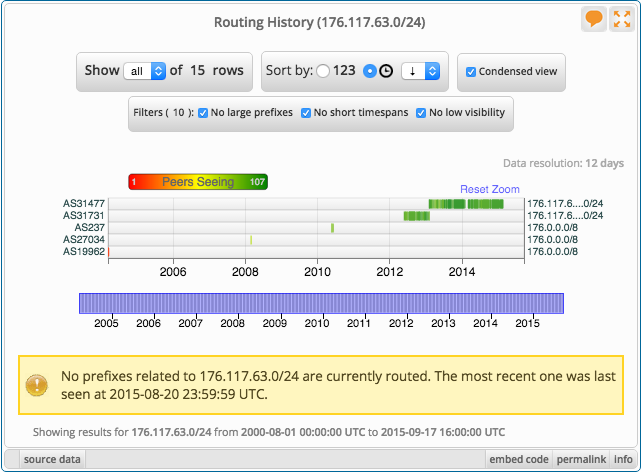 Routing History (176.117.63.0/24)
Show all of 15 rows
Sort by: 123 ↓
Condensed view
Filters ( 10 ): No large prefixes No short timespans No low visibility
Data resolution: 12 days
1 Peers Seeing 107
Reset Zoom
AS31477 176.117.6....0/24
AS31731 176.117.6....0/24
AS237 176.0.0.0/8
AS27034 176.0.0.0/8
AS19962 176.0.0.0/8
2006 2008 2010 2012 2014
2005 2006 2007 2008 2009 2010 2011 2012 2013 2014 2015
No prefixes related to 176.117.63.0/24 are currently routed. The most recent one was last
seen at 2015-08-20 23:59:59 UTC.
Showing results for 176.117.63.0/24 from 2000-08-01 00:00:00 UTC to 2015-09-17 16:00:00 UTC
source data embed code permalink info